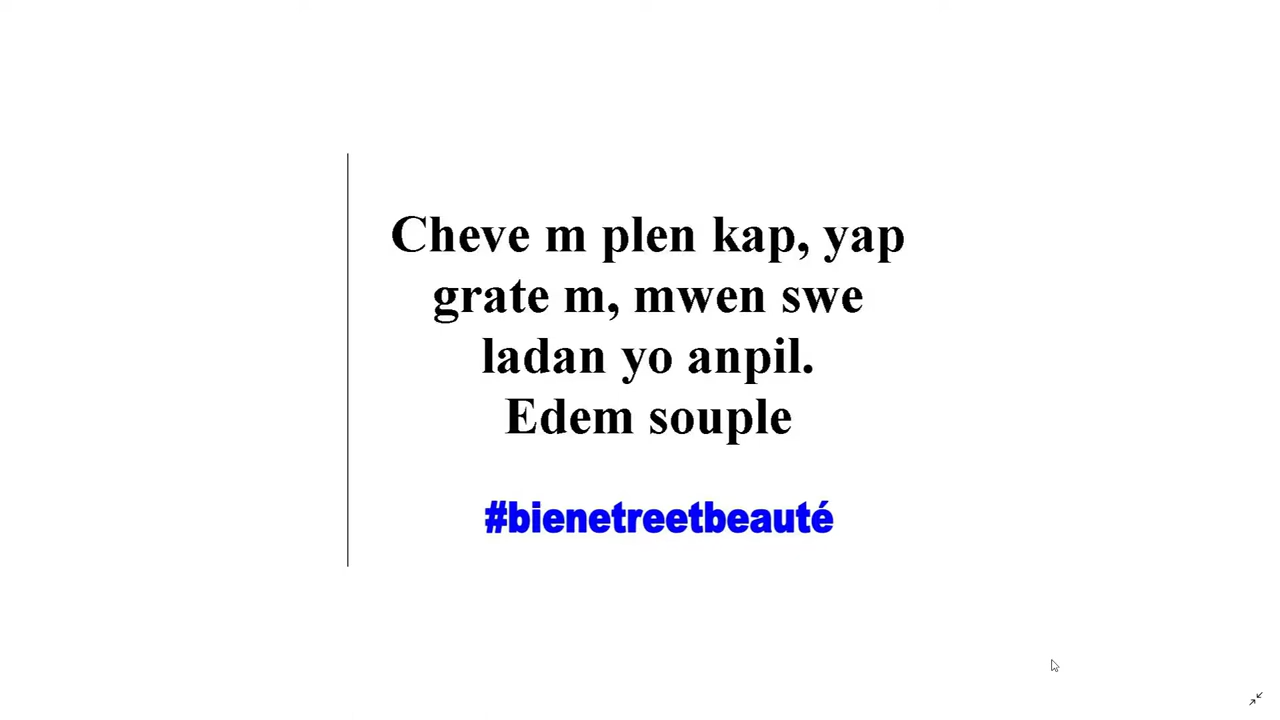 Cheve m plen kap, yap
grate m, mwen swe
ladan yo anpil.
Edem souple
#bienetreetbeauté